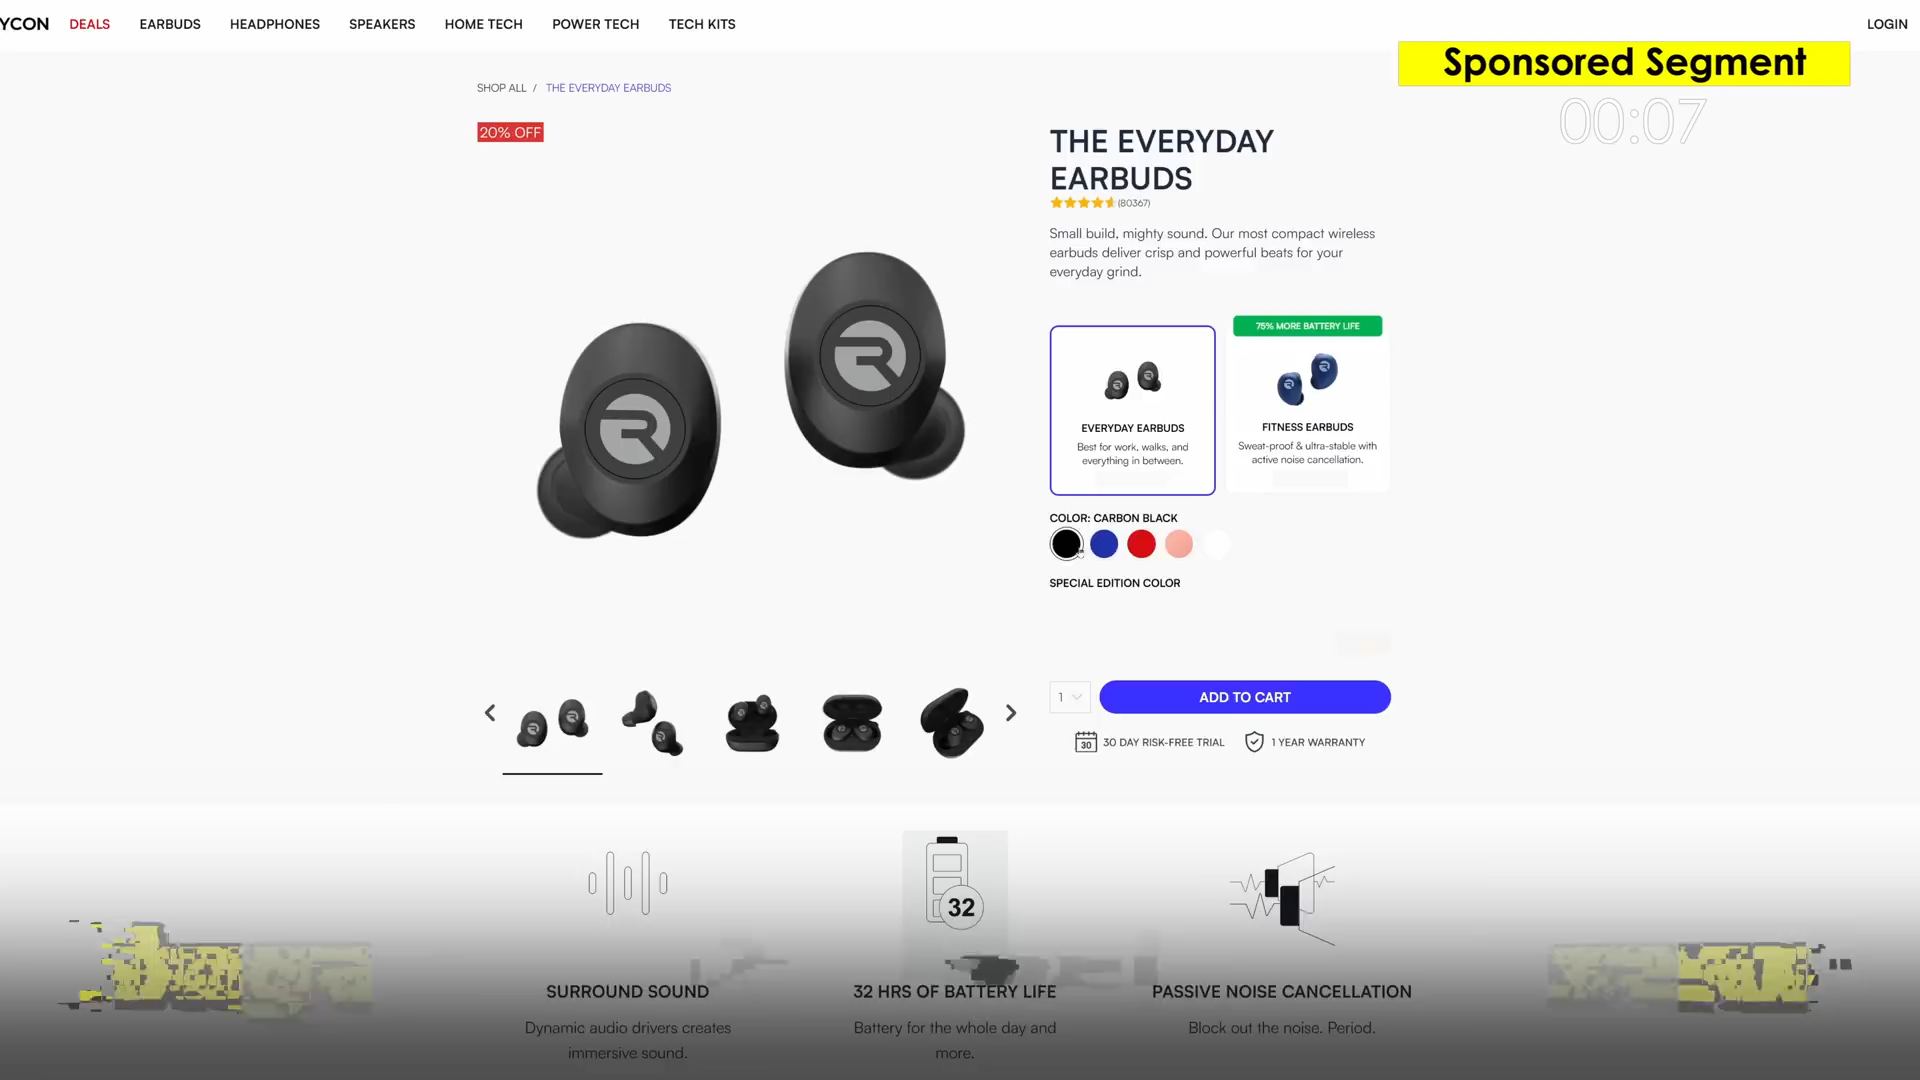 YCON
DEALS
EARBUDS
HEADPHONES
SPEAKERS
HOME TECH
POWER TECH
TECH KITS
LOGIN
Sponsored Segment
00:07
SHOP ALL / THE EVERYDAY EARBUDS
20% OFF
THE EVERYDAY
EARBUDS
(80367)
Small build, mighty sound. Our most compact wireless
earbuds deliver crisp and powerful beats for your
everyday grind.
75% MORE BATTERY LIFE
EVERYDAY EARBUDS
Best for work, walks, and
everything in between.
FITNESS EARBUDS
Sweat-proof & ultra-stable with
active noise cancellation.
COLOR: CARBON BLACK
SPECIAL EDITION COLOR
1
ADD TO CART
30
30 DAY RISK-FREE TRIAL
1 YEAR WARRANTY
32
SURROUND SOUND
Dynamic audio drivers creates
immersive sound.
32 HRS OF BATTERY LIFE
Battery for the whole day and
more.
PASSIVE NOISE CANCELLATION
Block out the noise. Period.